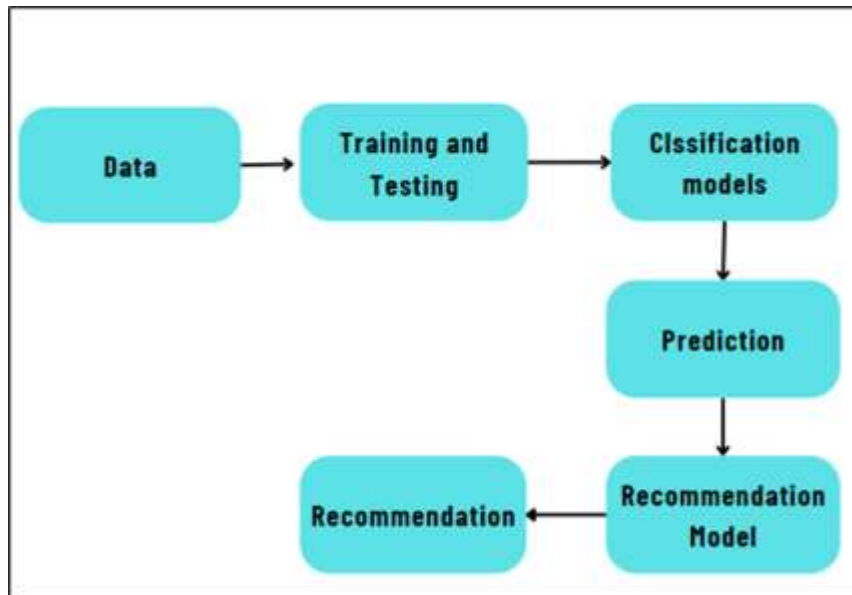 Data
Training and
Testing
Clssification
models
Prediction
Recommendation
Model
Recommendation